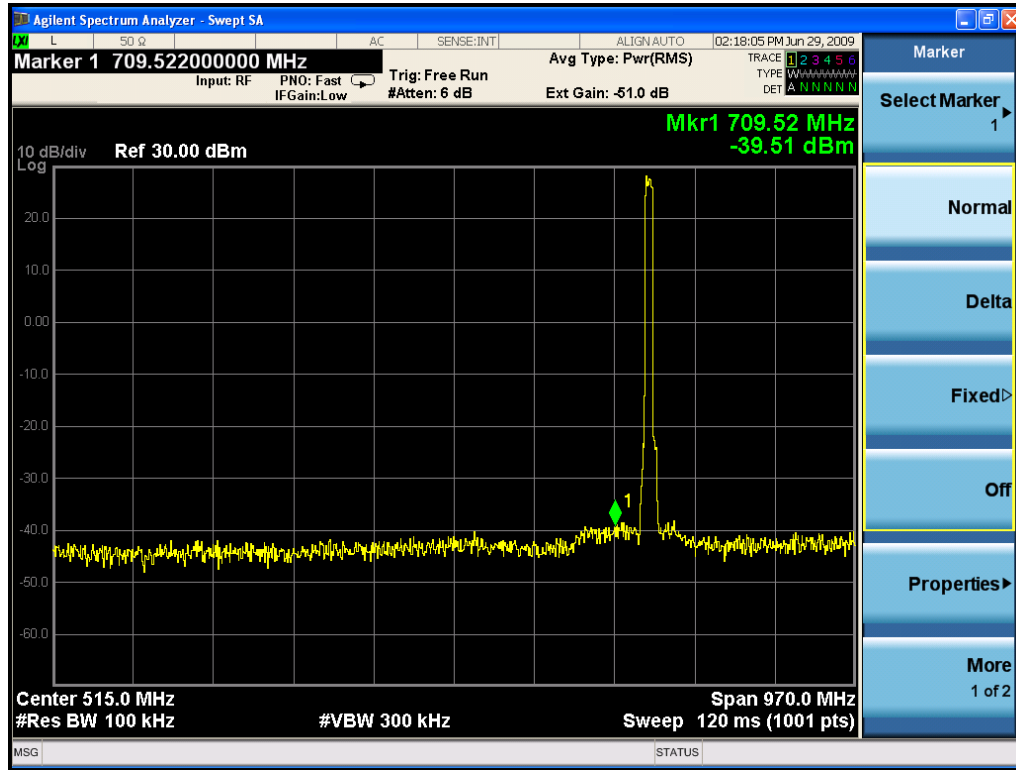 Agilent Spectrum Analyzer - Swept SA
LXI L 50 Ω AC SENSE:INT ALIGN AUTO 02:18:05 PM Jun 29, 2009
Marker 1 709.522000000 MHz
Input: RF
PNO: Fast
IFGain:Low
Trig: Free Run
#Atten: 6 dB
Avg Type: Pwr(RMS)
Ext Gain: -51.0 dB
TRACE 1 2 3 4 5 6
TYPE
DET A N N N N N
Mkr1 709.52 MHz
-39.51 dBm
10 dB/div Ref 30.00 dBm
Log
20.0
10.0
0.00
-10.0
-20.0
-30.0
-40.0
-50.0
-60.0
1
Center 515.0 MHz Span 970.0 MHz
#Res BW 100 kHz #VBW 300 kHz Sweep 120 ms (1001 pts)
MSG STATUS
Marker
Select Marker
1
Normal
Delta
Fixed
Off
Properties
More
1 of 2